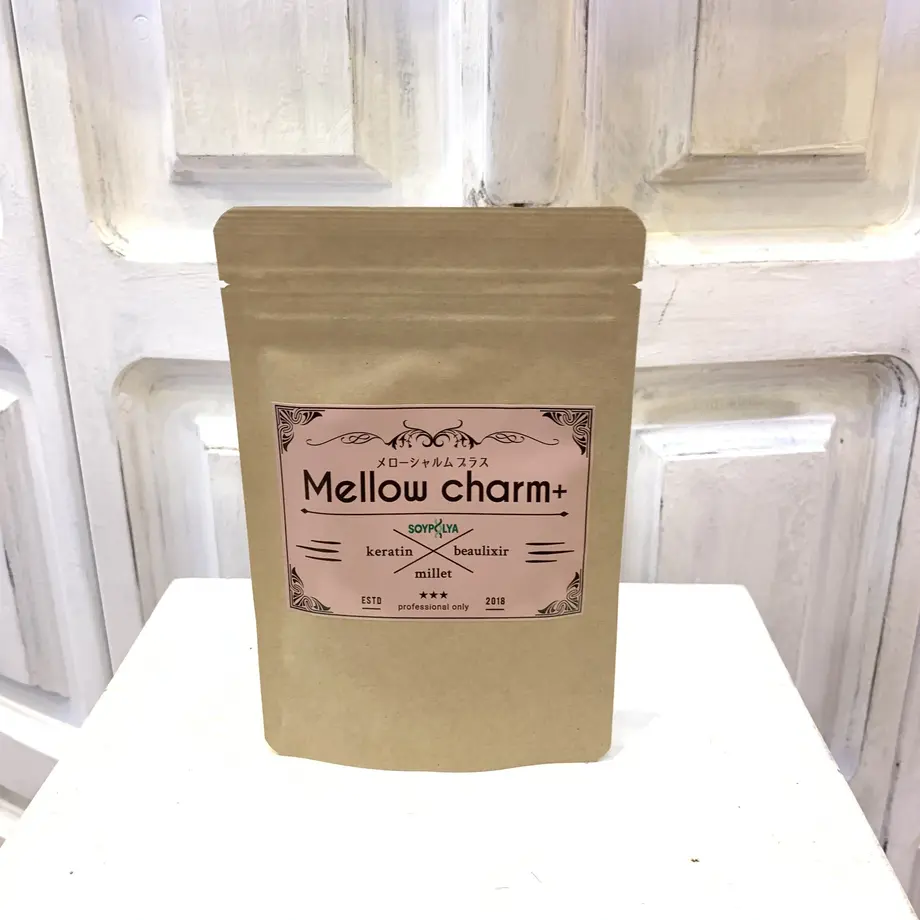 メローシャルム プラス
Mellow charm+
SOYPOLYA
keratin beaulixir
millet
★★★
ESTD professional only 2018